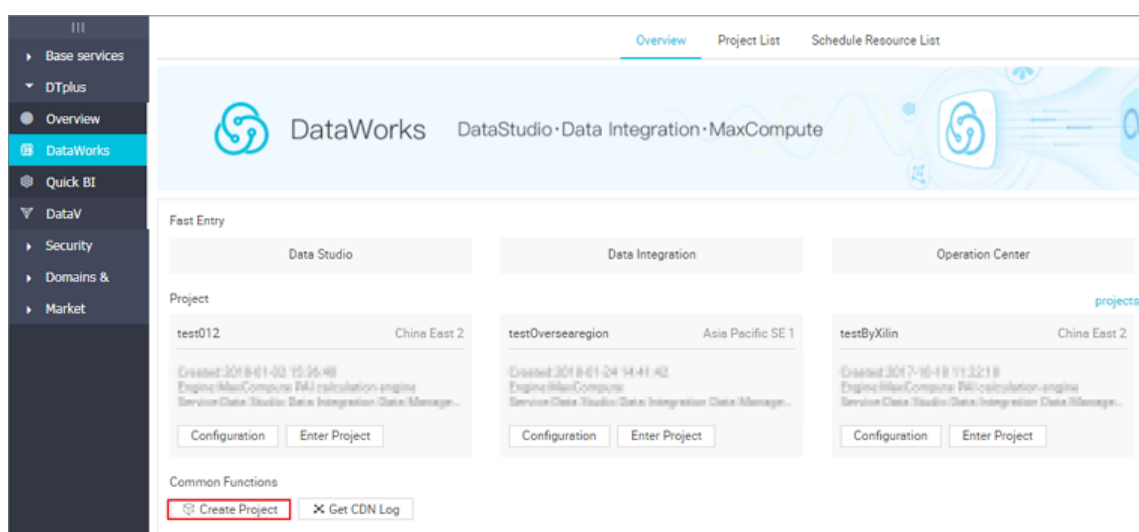 Base services
DTplus
Overview
DataWorks
Quick BI
DataV
Security
Domains &
Market
Overview Project List Schedule Resource List
DataWorks DataStudio·Data Integration·MaxCompute
Fast Entry
Data Studio Data Integration Operation Center
Project projects
test012 China East 2 testOversearegion Asia Pacific SE 1 testByXilin China East 2
Configuration Enter Project Configuration Enter Project Configuration Enter Project
Common Functions
Create Project Get CDN Log